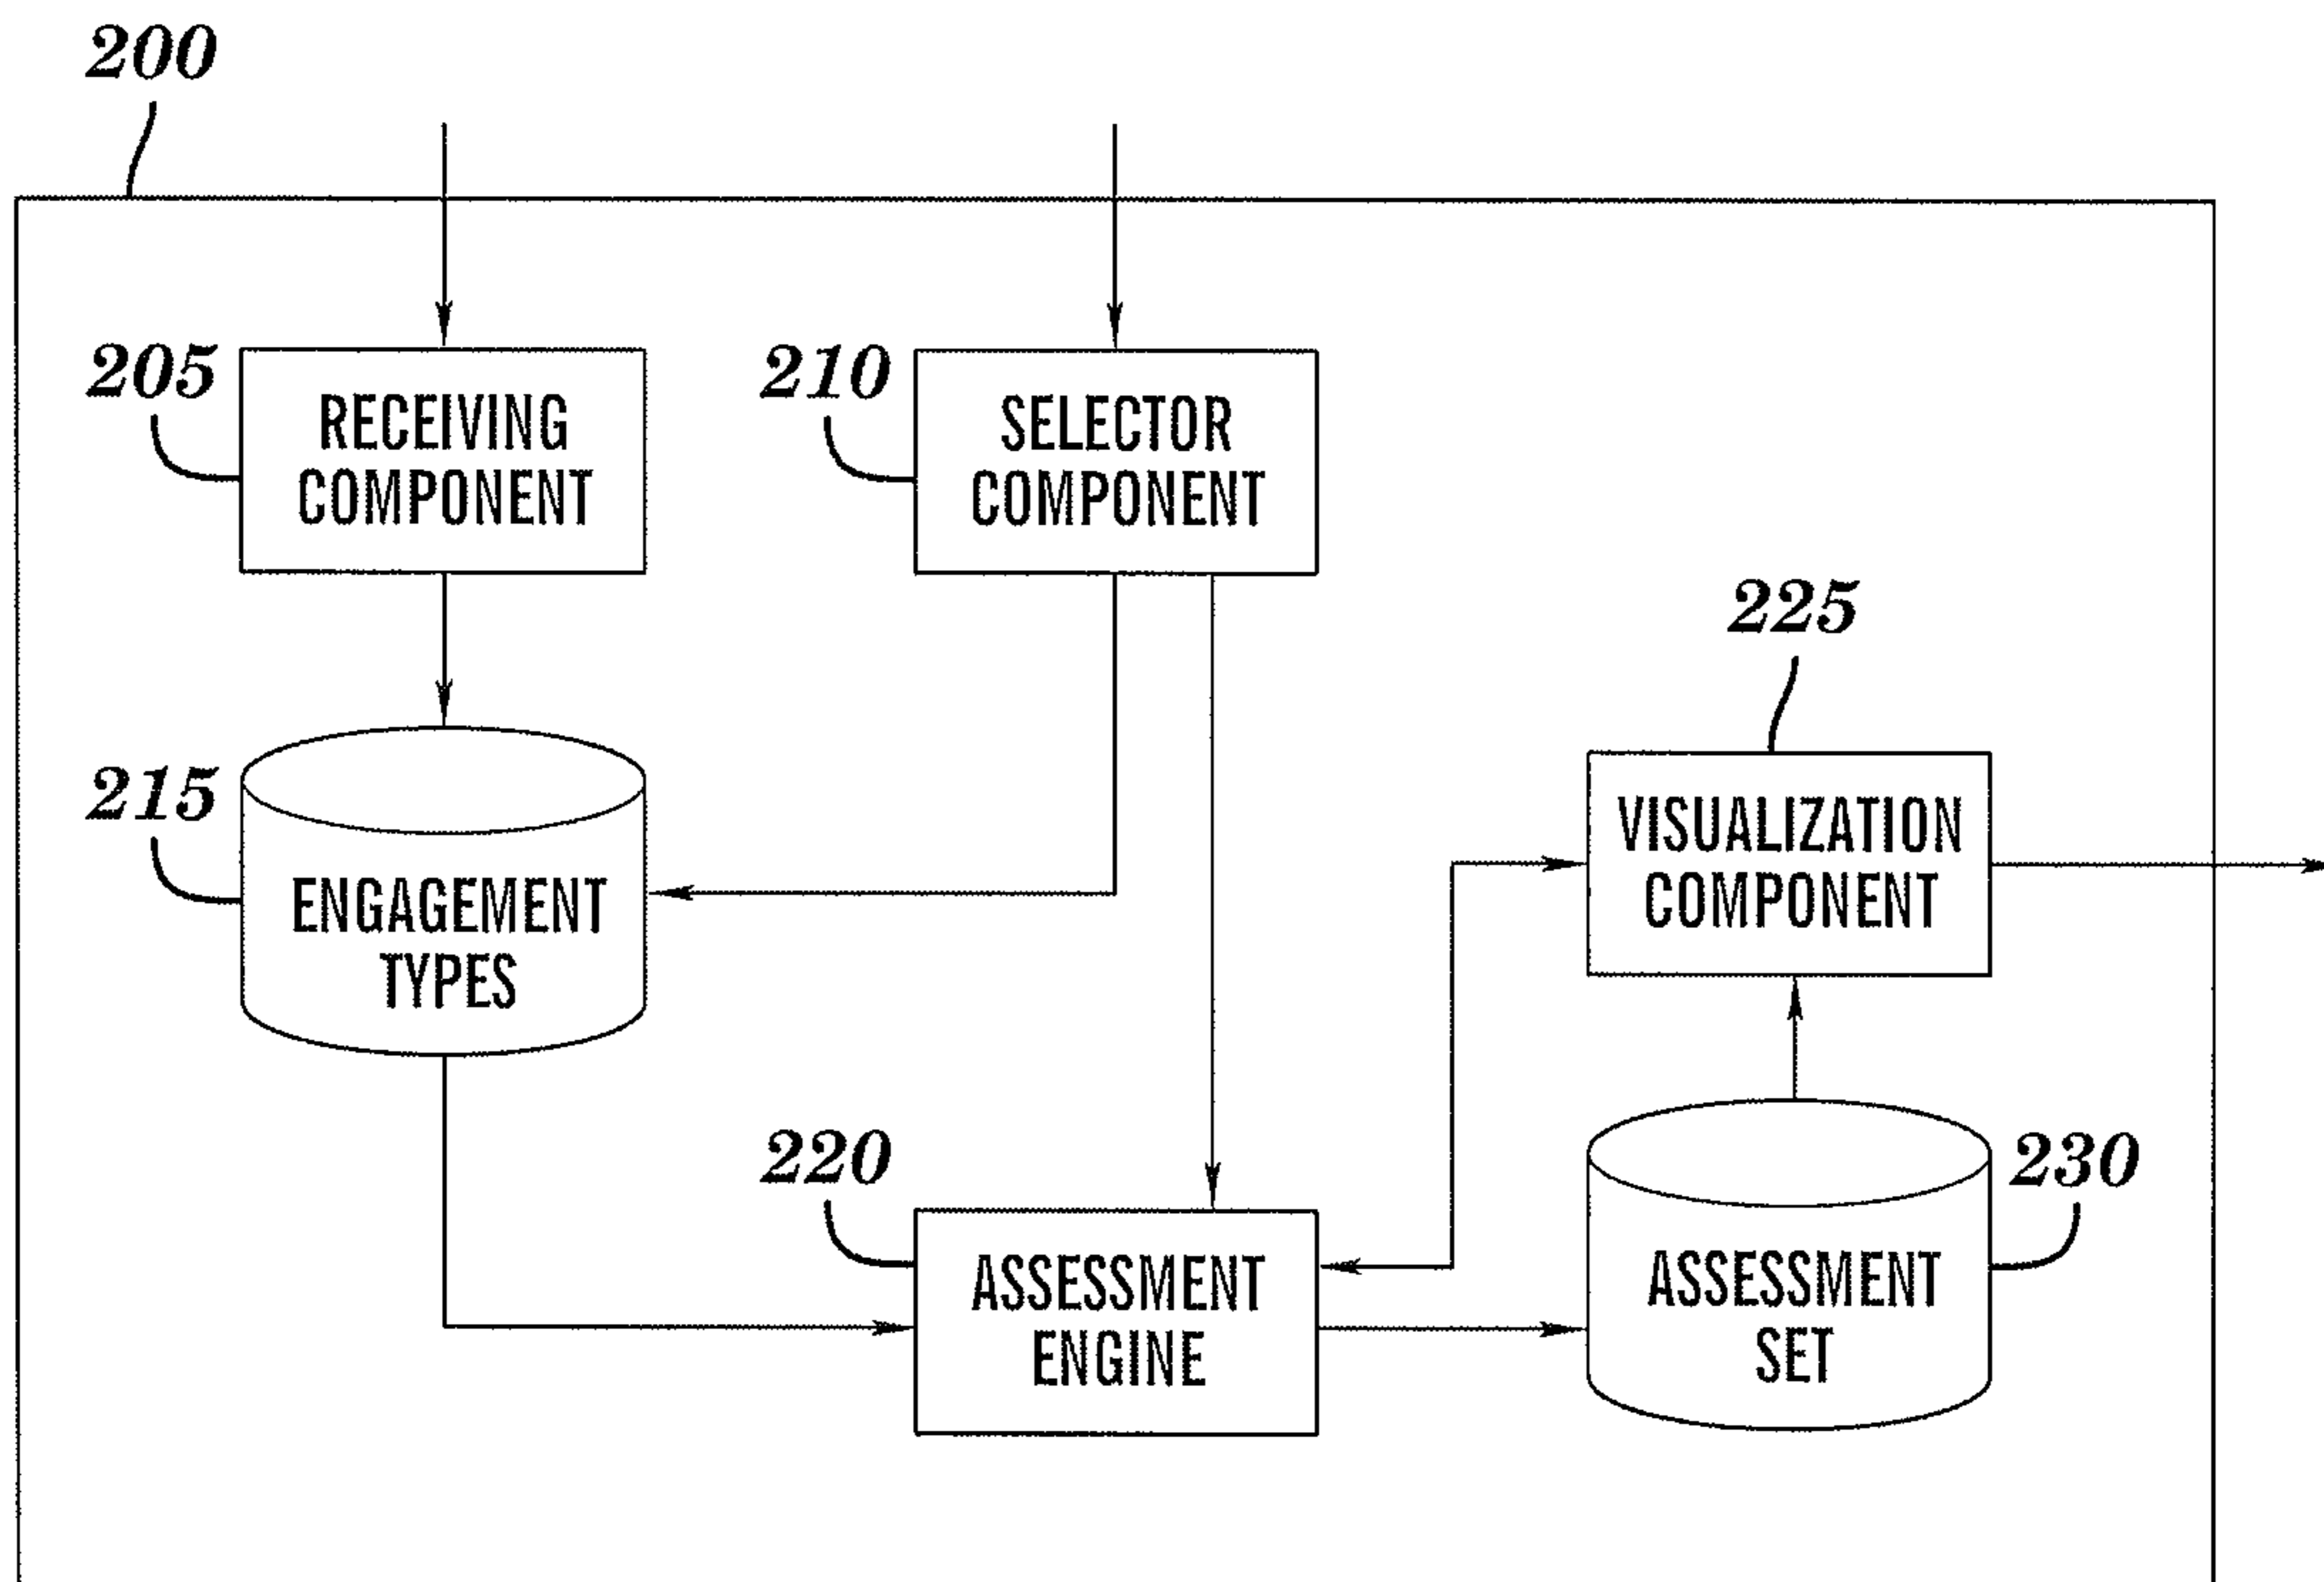 200
205
RECEIVING
COMPONENT
210
SELECTOR
COMPONENT
215
ENGAGEMENT
TYPES
225
VISUALIZATION
COMPONENT
220
ASSESSMENT
ENGINE
230
ASSESSMENT
SET